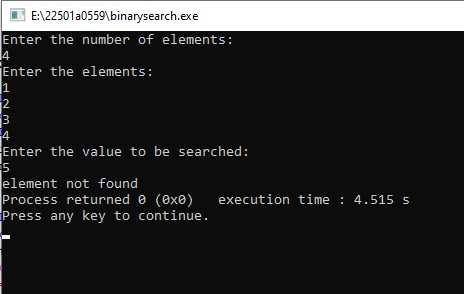 E:\22501a0559\binarysearch.exe
Enter the number of elements:
4
Enter the elements:
1
2
3
4
Enter the value to be searched:
5
element not found
Process returned 0 (0x0)   execution time : 4.515 s
Press any key to continue.